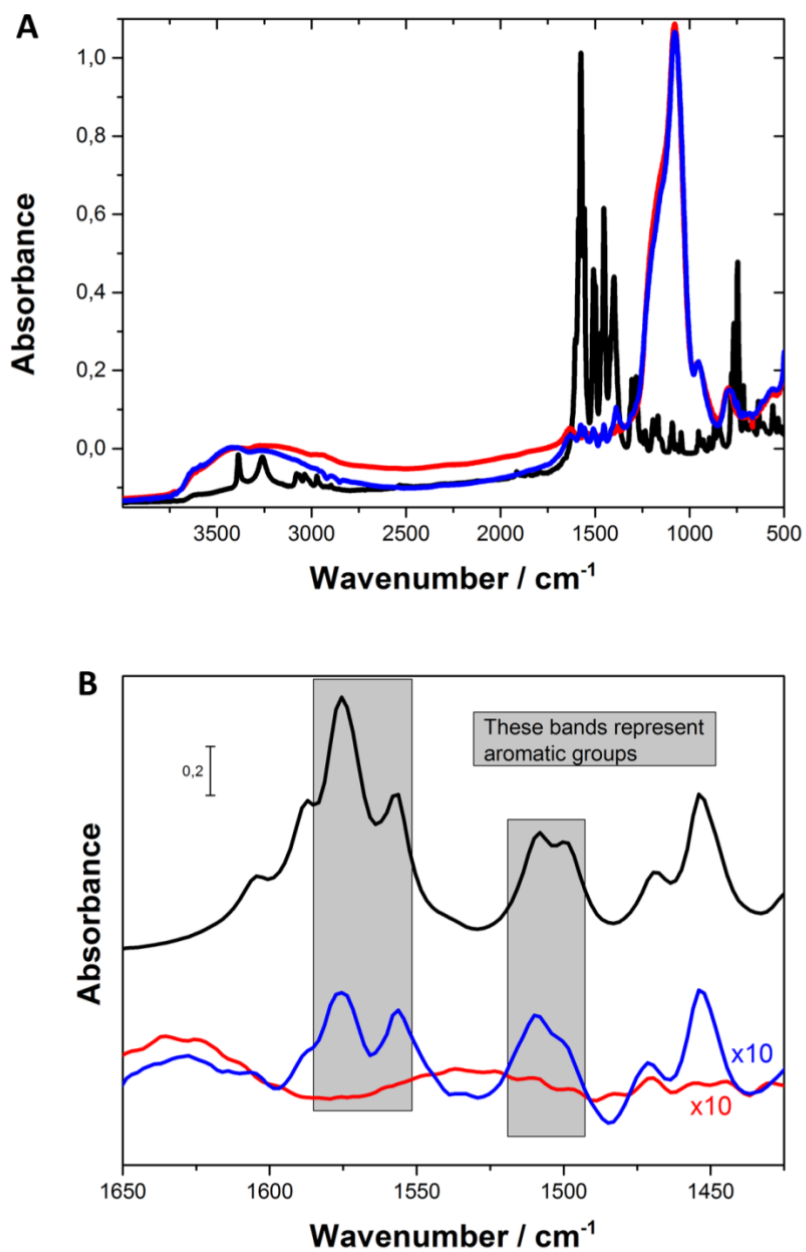 A
Absorbance
1,0
0,8
0,6
0,4
0,2
0,0
3500 3000 2500 2000 1500 1000 500
Wavenumber / cm⁻¹
B
These bands represent
aromatic groups
0,2
Absorbance
x10
x10
1650 1600 1550 1500 1450
Wavenumber / cm⁻¹